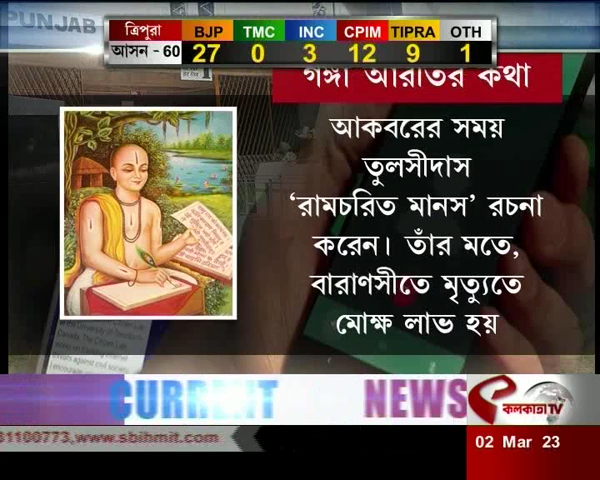 PUNJAB
ত্রিপুরা BJP TMC INC CPIM TIPRA OTH
আসন - 60 27 0 3 12 9 1
গঙ্গা আরতির কথা
আকবরের সময়
তুলসীদাস
‘রামচরিত মানস’ রচনা
করেন। তাঁর মতে,
বারাণসীতে মৃত্যুতে
মোক্ষ লাভ হয়
CURRENT NEWS
কলকাতা TV
31100773,www.sbihmit.com
02 Mar 23